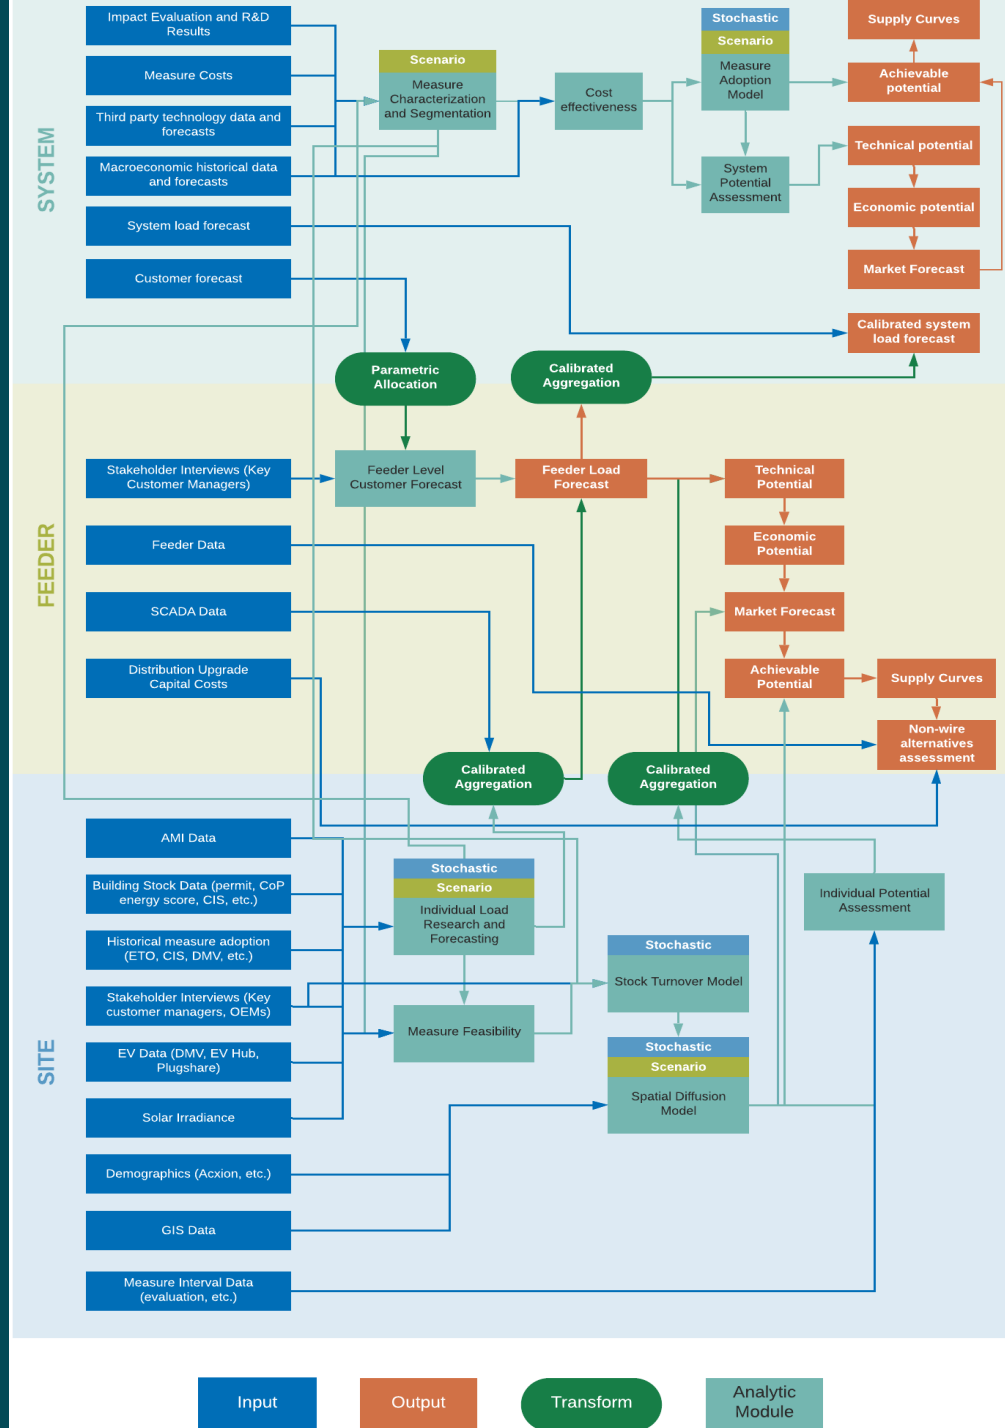 SYSTEM
Impact Evaluation and R&D
Results
Measure Costs
Third party technology data and
forecasts
Macroeconomic historical data
and forecasts
System load forecast
Customer forecast
Scenario
Measure
Characterization
and Segmentation
Cost
effectiveness
Stochastic
Scenario
Measure
Adoption
Model
System
Potential
Assessment
Supply Curves
Achievable
potential
Technical potential
Economic potential
Market Forecast
Calibrated system
load forecast
Parametric
Allocation
Calibrated
Aggregation
FEEDER
Stakeholder Interviews (Key
Customer Managers)
Feeder Data
SCADA Data
Distribution Upgrade
Capital Costs
Feeder Level
Customer Forecast
Feeder Load
Forecast
Technical
Potential
Economic
Potential
Market Forecast
Achievable
Potential
Supply Curves
Non-wire
alternatives
assessment
Calibrated
Aggregation
Calibrated
Aggregation
SITE
AMI Data
Building Stock Data (permit, CoP
energy score, CIS, etc.)
Historical measure adoption
(ETO, CIS, DMV, etc.)
Stakeholder Interviews (Key
customer managers, OEMs)
EV Data (DMV, EV Hub,
Plugshare)
Solar Irradiance
Demographics (Acxion, etc.)
GIS Data
Measure Interval Data
(evaluation, etc.)
Stochastic
Scenario
Individual Load
Research and
Forecasting
Measure Feasibility
Stochastic
Stock Turnover Model
Stochastic
Scenario
Spatial Diffusion
Model
Individual Potential
Assessment
Input
Output
Transform
Analytic
Module